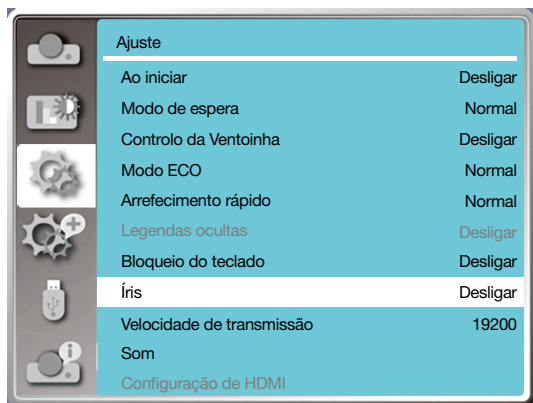 Ajuste
Ao iniciar Desligar
Modo de espera Normal
Controlo da Ventoinha Desligar
Modo ECO Normal
Arrefecimento rápido Normal
Legendas ocultas Desligar
Bloqueio do teclado Desligar
Íris Desligar
Velocidade de transmissão 19200
Som
Configuração de HDMI